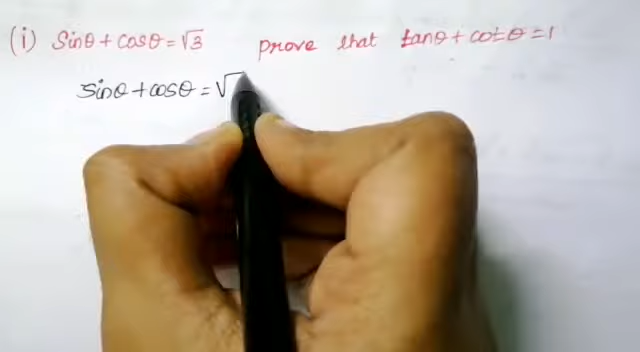 (i) Sinθ + cosθ = √3 prove that tanθ + cotθ = 1
sinθ + cosθ = √